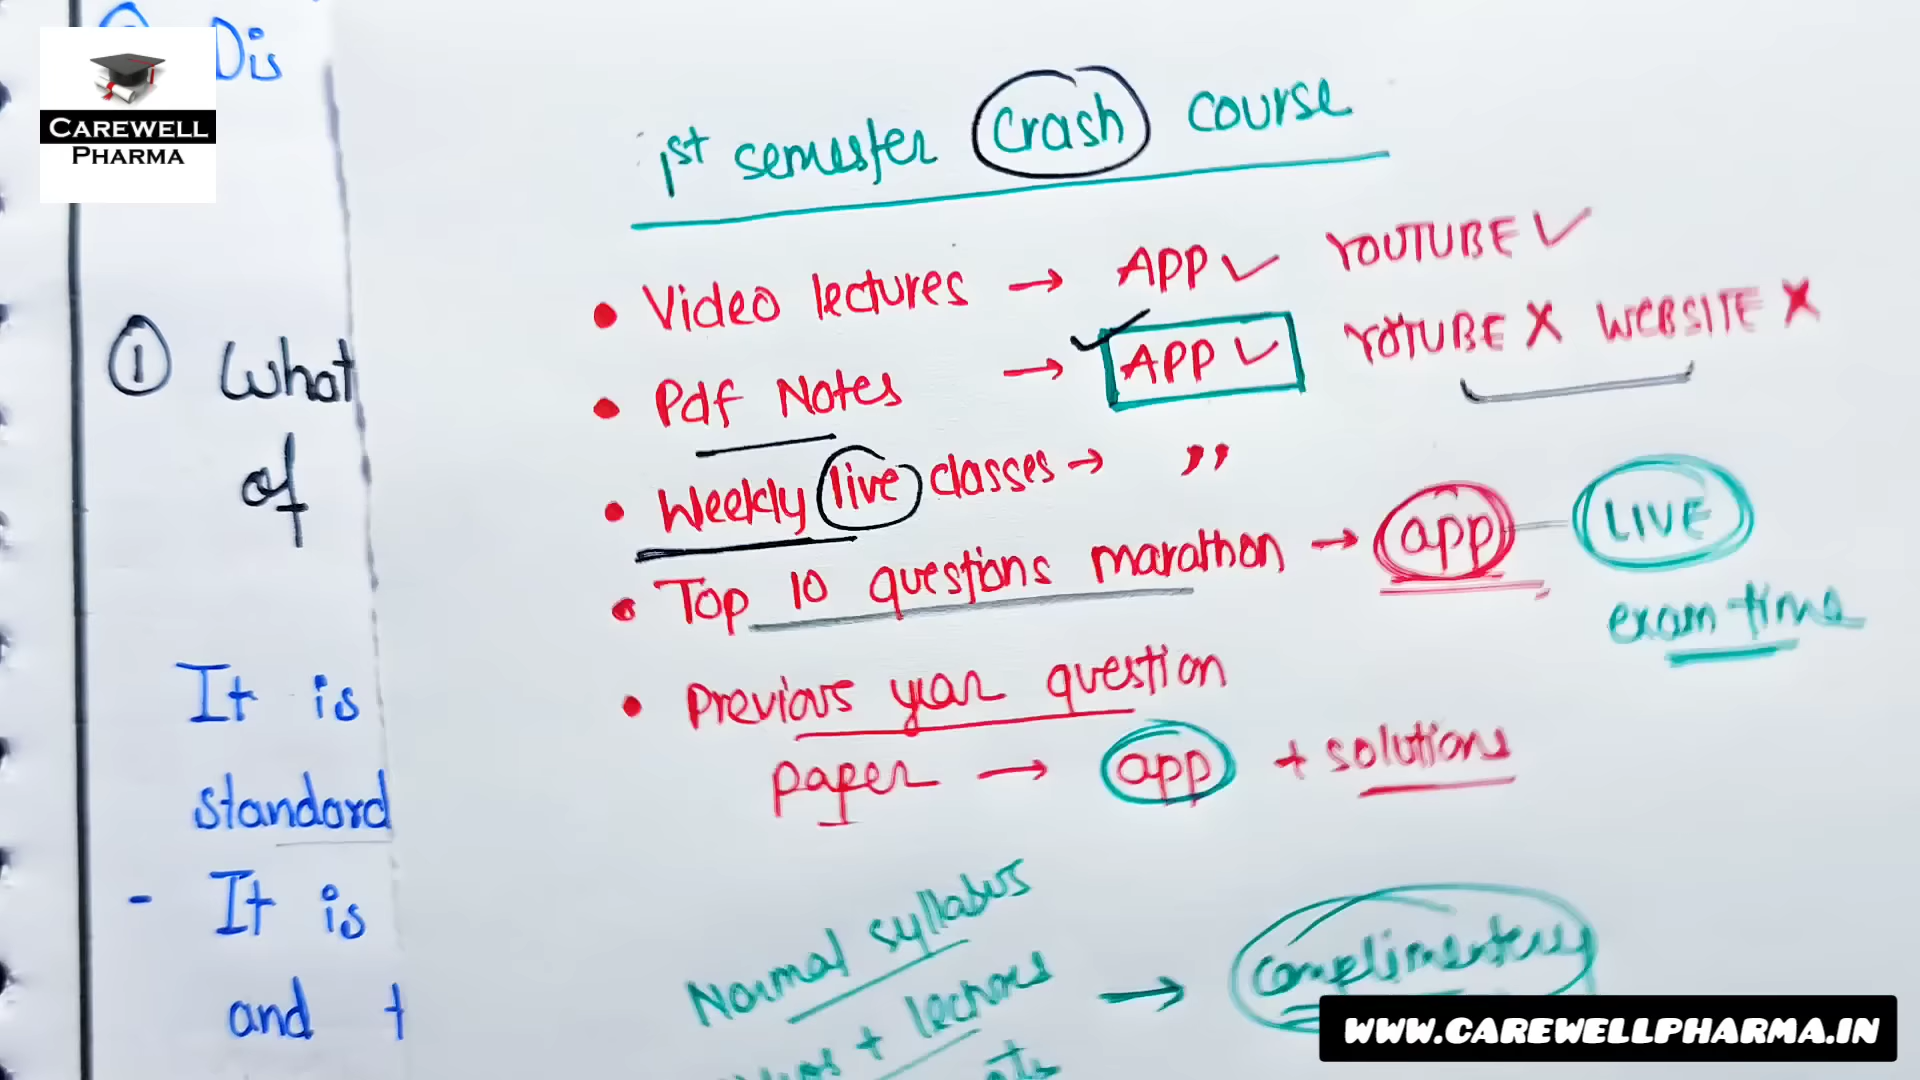 Dis
CAREWELL
PHARMA
1st semester crash course
• Video lectures → APP ✓ YOUTUBE ✓
• Pdf Notes → APP ✓ YOTUBE X WEBSITE X
• Weekly live classes → ”
• Top 10 questions marathon → app — LIVE
exam time
• Previous year question
paper → app + solutions
Normal syllabus
+ lectures → complimentary
① What
of
It is
standard
- It is
and
WWW.CAREWELLPHARMA.IN